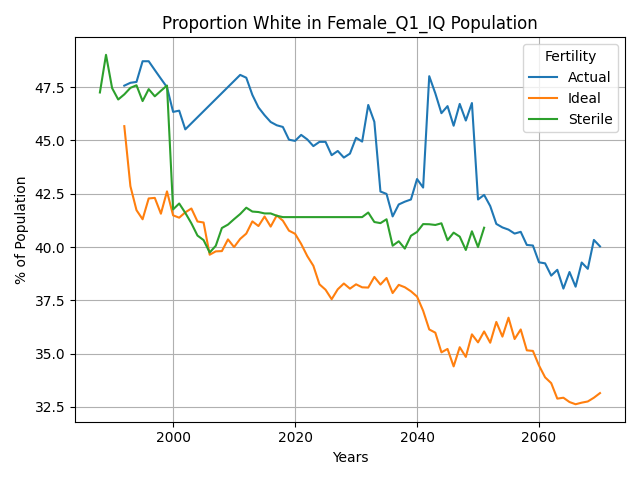 Proportion White in Female_Q1_IQ Population
Fertility
Actual
Ideal
Sterile
% of Population
47.5
45.0
42.5
40.0
37.5
35.0
32.5
2000
2020
2040
2060
Years